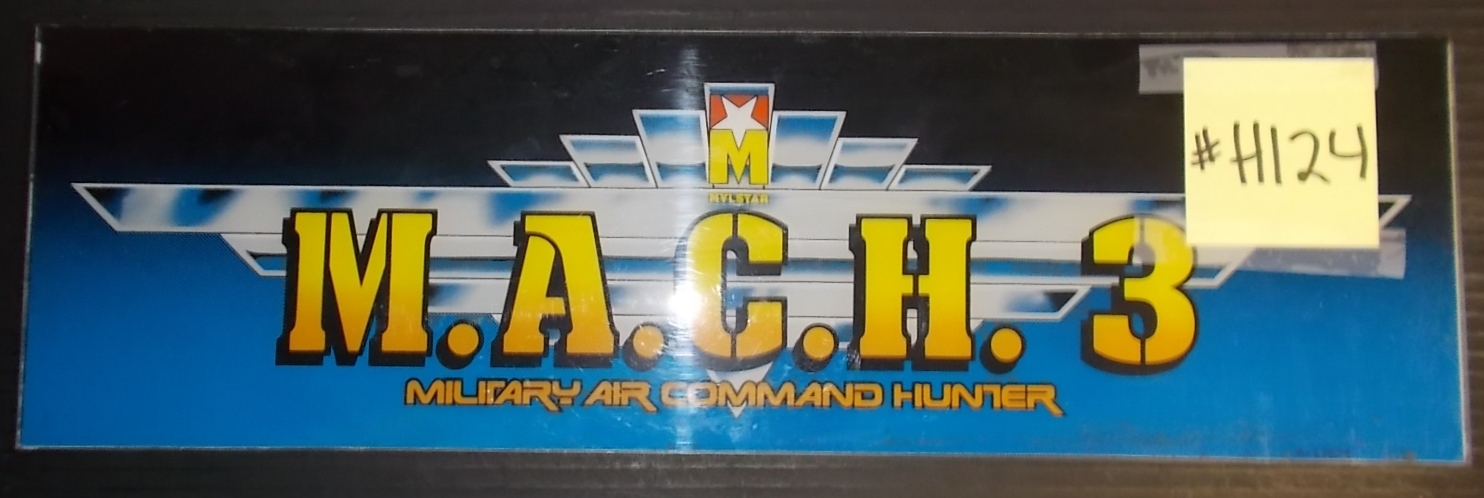 M
MYLSTAR
M.A.C.H. 3
MILITARY AIR COMMAND HUNTER
#H124